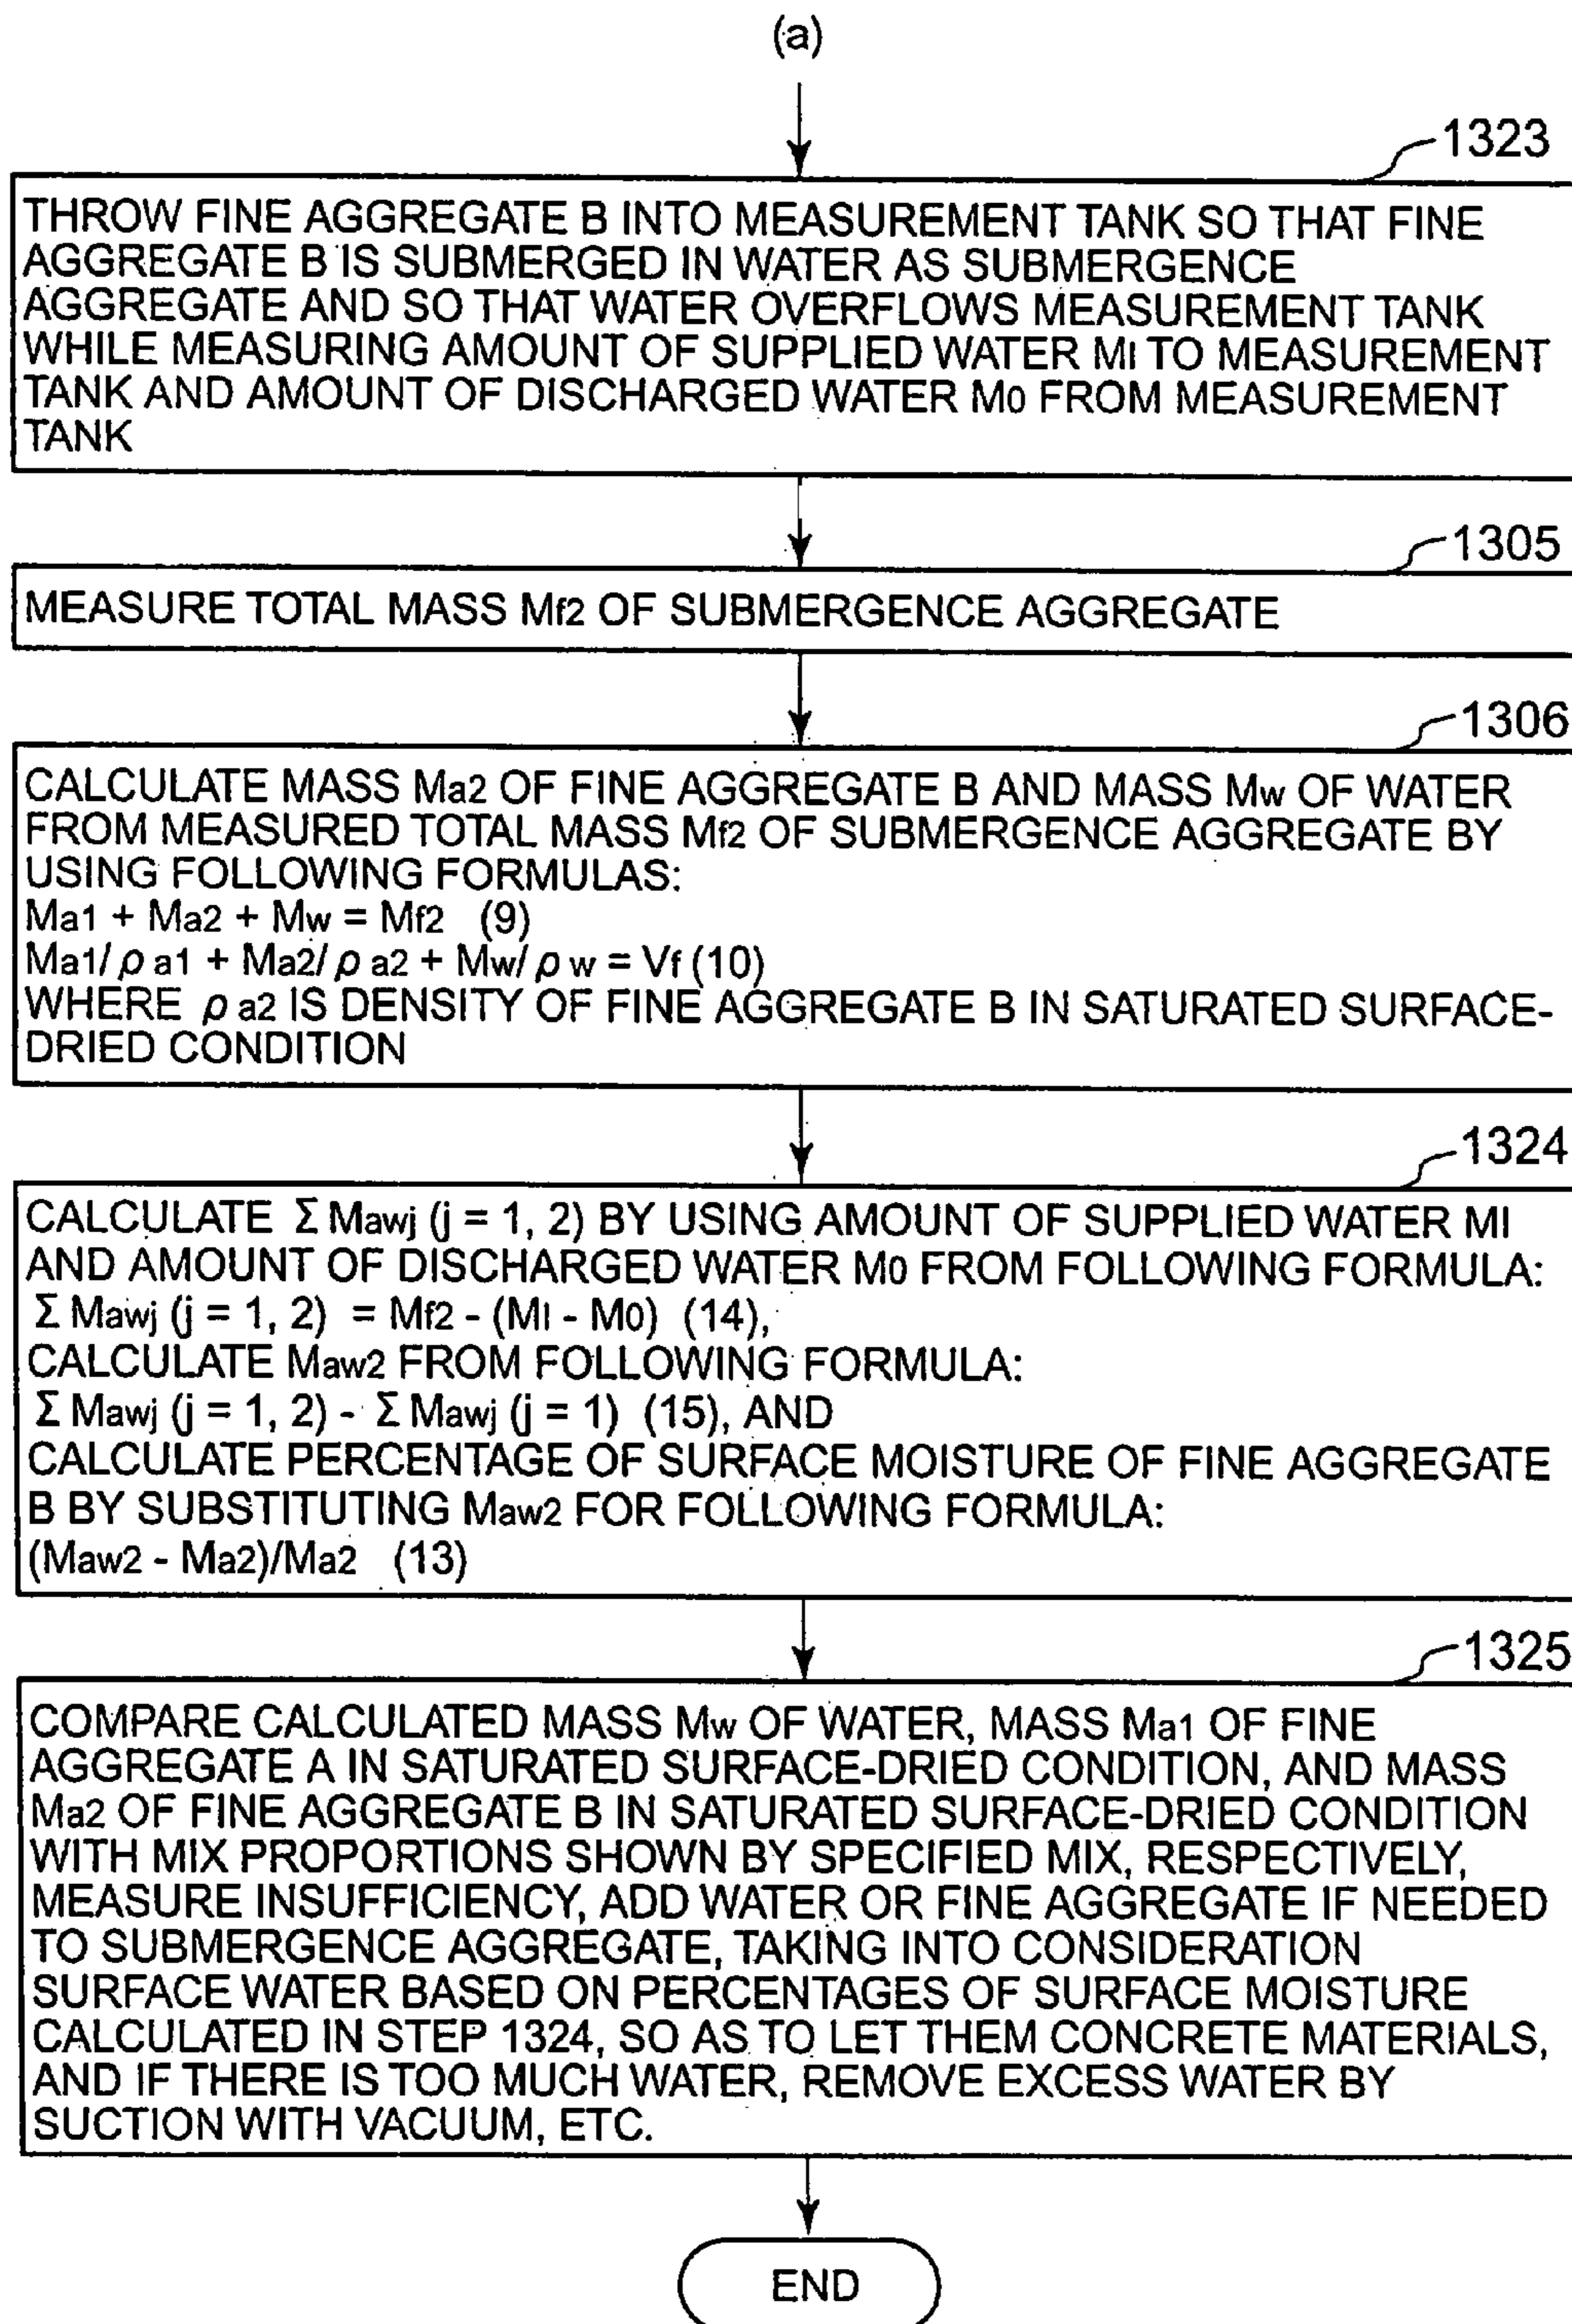 (a)
1323
THROW FINE AGGREGATE B INTO MEASUREMENT TANK SO THAT FINE
AGGREGATE B IS SUBMERGED IN WATER AS SUBMERGENCE
AGGREGATE AND SO THAT WATER OVERFLOWS MEASUREMENT TANK
WHILE MEASURING AMOUNT OF SUPPLIED WATER MI TO MEASUREMENT
TANK AND AMOUNT OF DISCHARGED WATER M0 FROM MEASUREMENT
TANK
1305
MEASURE TOTAL MASS Mf2 OF SUBMERGENCE AGGREGATE
1306
CALCULATE MASS Ma2 OF FINE AGGREGATE B AND MASS Mw OF WATER
FROM MEASURED TOTAL MASS Mf2 OF SUBMERGENCE AGGREGATE BY
USING FOLLOWING FORMULAS:
Ma1 + Ma2 + Mw = Mf2 (9)
Ma1/ρa1 + Ma2/ρa2 + Mw/ρw = Vf (10)
WHERE ρa2 IS DENSITY OF FINE AGGREGATE B IN SATURATED SURFACE-
DRIED CONDITION
1324
CALCULATE ΣMawj (j = 1, 2) BY USING AMOUNT OF SUPPLIED WATER MI
AND AMOUNT OF DISCHARGED WATER M0 FROM FOLLOWING FORMULA:
ΣMawj (j = 1, 2) = Mf2 - (MI - M0) (14),
CALCULATE Maw2 FROM FOLLOWING FORMULA:
ΣMawj (j = 1, 2) - ΣMawj (j = 1) (15), AND
CALCULATE PERCENTAGE OF SURFACE MOISTURE OF FINE AGGREGATE
B BY SUBSTITUTING Maw2 FOR FOLLOWING FORMULA:
(Maw2 - Ma2)/Ma2 (13)
1325
COMPARE CALCULATED MASS Mw OF WATER, MASS Ma1 OF FINE
AGGREGATE A IN SATURATED SURFACE-DRIED CONDITION, AND MASS
Ma2 OF FINE AGGREGATE B IN SATURATED SURFACE-DRIED CONDITION
WITH MIX PROPORTIONS SHOWN BY SPECIFIED MIX, RESPECTIVELY,
MEASURE INSUFFICIENCY, ADD WATER OR FINE AGGREGATE IF NEEDED
TO SUBMERGENCE AGGREGATE, TAKING INTO CONSIDERATION
SURFACE WATER BASED ON PERCENTAGES OF SURFACE MOISTURE
CALCULATED IN STEP 1324, SO AS TO LET THEM CONCRETE MATERIALS,
AND IF THERE IS TOO MUCH WATER, REMOVE EXCESS WATER BY
SUCTION WITH VACUUM, ETC.
END